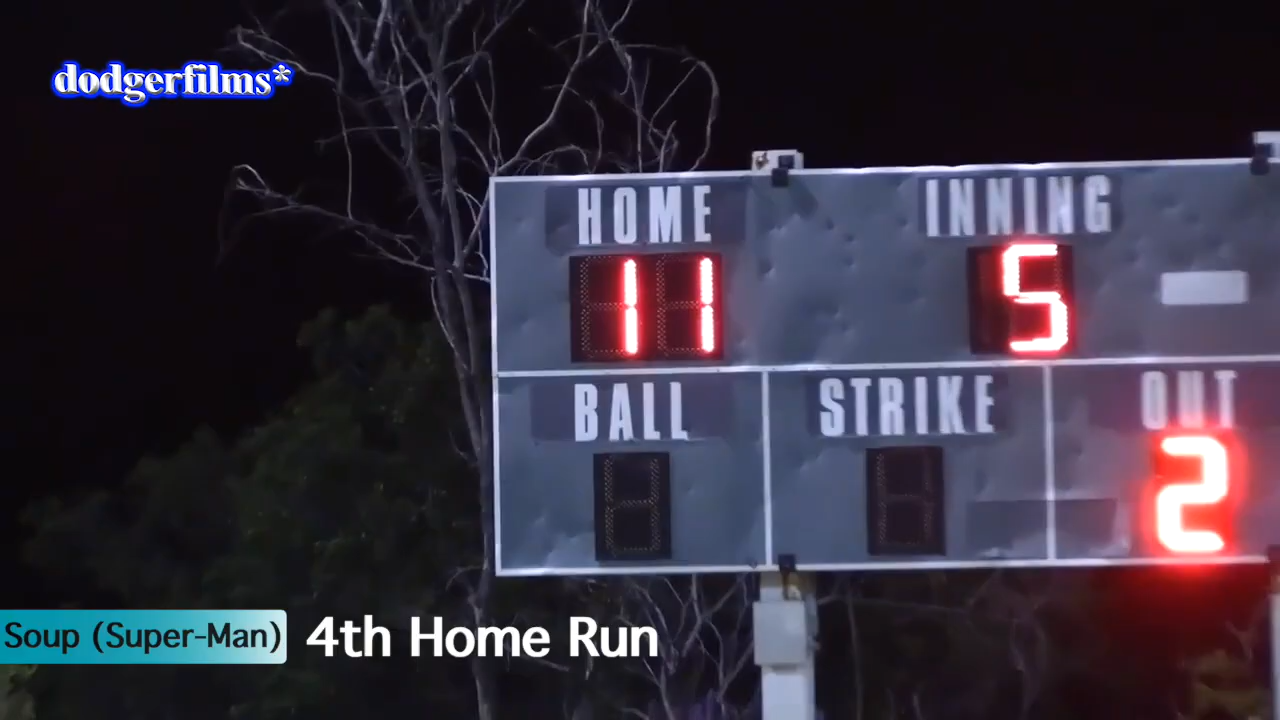 dodgerfilms*
HOME
INNING
11
5
BALL
STRIKE
OUT
2
Soup (Super-Man)
4th Home Run